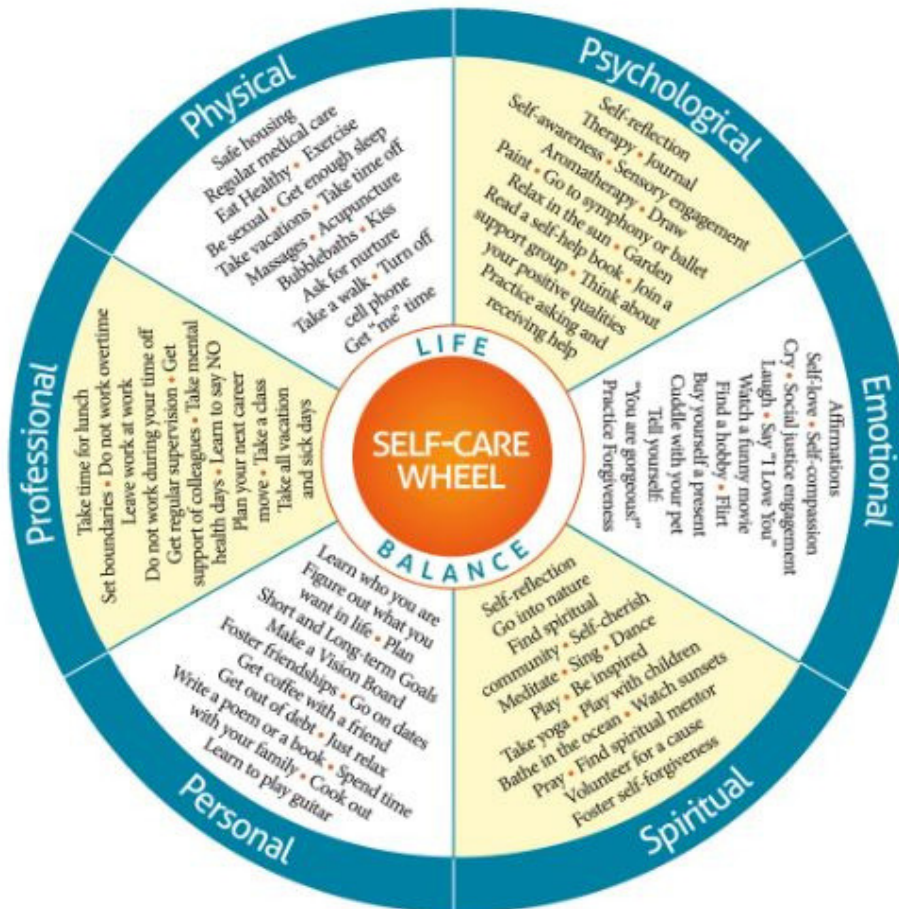 Physical
Safe housing
Regular medical care
Eat Healthy • Exercise
Be sexual • Get enough sleep
Take vacations • Take time off
Massages • Acupuncture
Bubblebaths • Kiss
Ask for nurture
Take a walk • Turn off
cell phone
Get “me” time
Psychological
Self-reflection
Therapy • Journal
Self-awareness • Sensory engagement
Aromatherapy • Draw
Paint • Go to symphony or ballet
Relax in the sun • Garden
Read a self-help book • Join a
support group • Think about
your positive qualities
Practice asking and
receiving help
Emotional
Affirmations
Self-love • Self-compassion
Cry • Social justice engagement
Laugh • Say “I Love You”
Watch a funny movie
Find a hobby • Flirt
Buy yourself a present
Cuddle with your pet
Tell yourself:
“You are gorgeous!”
Practice Forgiveness
Spiritual
Self-reflection
Go into nature
Find spiritual
community • Self-cherish
Meditate • Sing • Dance
Play • Be inspired
Take yoga • Play with children
Bathe in the ocean • Watch sunsets
Pray • Find spiritual mentor
Volunteer for a cause
Foster self-forgiveness
Personal
Learn who you are
Figure out what you
want in life • Plan
Short and Long-term Goals
Make a Vision Board
Foster friendships • Go on dates
Get coffee with a friend
Get out of debt • Just relax
Write a poem or a book • Spend time
with your family • Cook out
Learn to play guitar
Professional
Take time for lunch
Set boundaries • Do not work overtime
Leave work at work
Do not work during your time off
Get regular supervision • Get
support of colleagues • Take mental
health days • Learn to say NO
Plan your next career
move • Take a class
Take all vacation
and sick days
LIFE
SELF-CARE
WHEEL
BALANCE